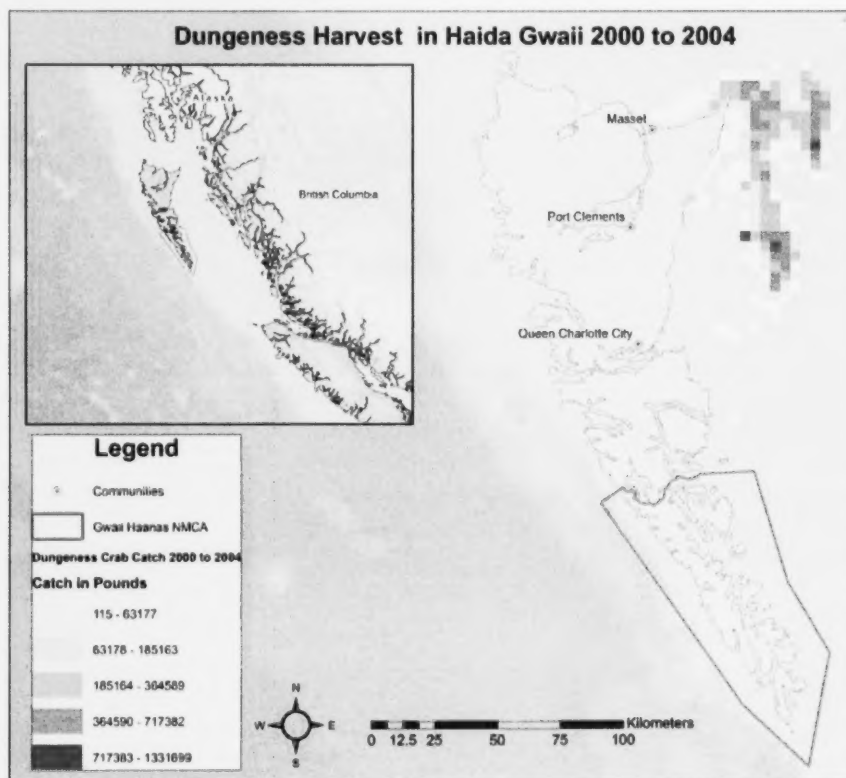 Dungeness Harvest in Haida Gwaii 2000 to 2004
Alaska
British Columbia
Masset
Port Clements
Queen Charlotte City
Legend
Communities
Gwaii Haanas NMCA
Dungeness Crab Catch 2000 to 2004
Catch in Pounds
115 - 63177
63178 - 185163
185164 - 364589
364590 - 717382
717383 - 1331699
N
W E
S
Kilometers
0 12.5 25 50 75 100